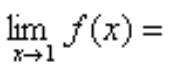 lim f(x) =
x→1